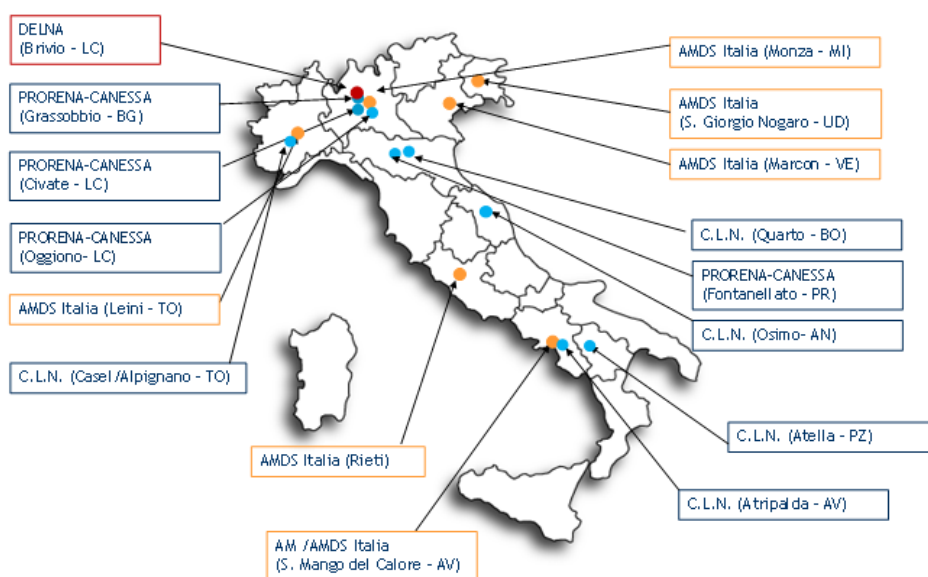 DELNA
(Brivio - LC)
PRORENA-CANESSA
(Grassobbio - BG)
PRORENA-CANESSA
(Civate - LC)
PRORENA-CANESSA
(Oggiono- LC)
AMDS Italia (Leini - TO)
C.L.N. (Casel/Alpignano - TO)
AMDS Italia (Rieti)
AM /AMDS Italia
(S. Mango del Calore - AV)
AMDS Italia (Monza - MI)
AMDS Italia
(S. Giorgio Nogaro - UD)
AMDS Italia (Marcon - VE)
C.L.N. (Quarto - BO)
PRORENA-CANESSA
(Fontanellato - PR)
C.L.N. (Osimo- AN)
C.L.N. (Atella - PZ)
C.L.N. (Atripalda - AV)